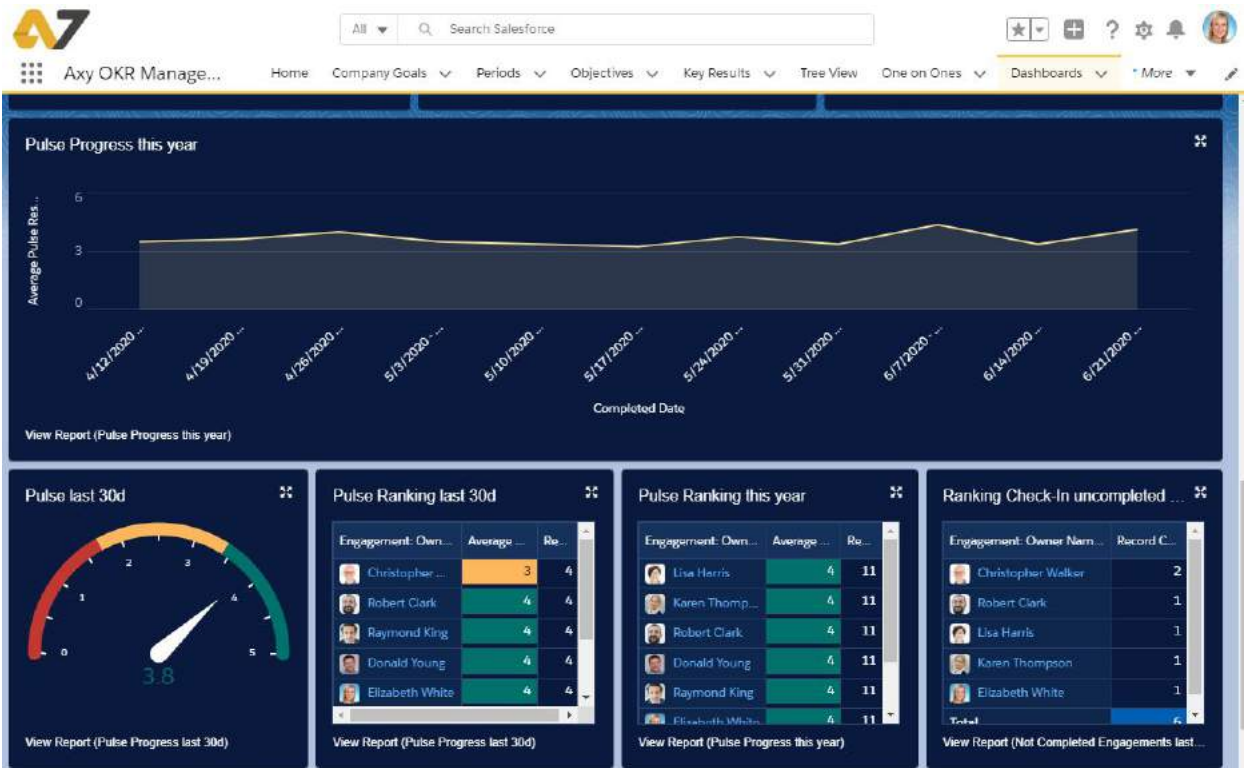 A7
All Search Salesforce
Axy OKR Manage... Home Company Goals Periods Objectives Key Results Tree View One on Ones Dashboards * More
Pulse Progress this year
Average Pulse Res...
6
3
0
4/12/2020 ... 4/19/2020 ... 4/26/2020 ... 5/3/2020 - ... 5/10/2020 ... 5/17/2020 ... 5/24/2020 ... 5/31/2020 ... 6/7/2020 - ... 6/14/2020 ... 6/21/2020 ...
Completed Date
View Report (Pulse Progress this year)
Pulse last 30d
0 1 2 3 4 5
3.8
View Report (Pulse Progress last 30d)
Pulse Ranking last 30d
Engagement: Own... Average ... Re...
Christopher ... 3 4
Robert Clark 4 4
Raymond King 4 4
Donald Young 4 4
Elizabeth White 4 4
View Report (Pulse Progress last 30d)
Pulse Ranking this year
Engagement: Own... Average ... Re...
Lisa Harris 4 11
Karen Thomp... 4 11
Robert Clark 4 11
Donald Young 4 11
Raymond King 4 11
Elizabeth White 4 11
View Report (Pulse Progress this year)
Ranking Check-In uncompleted ...
Engagement: Owner Nam... Record C...
Christopher Walker 2
Robert Clark 1
Lisa Harris 1
Karen Thompson 1
Elizabeth White 1
Total 6
View Report (Not Completed Engagements last...